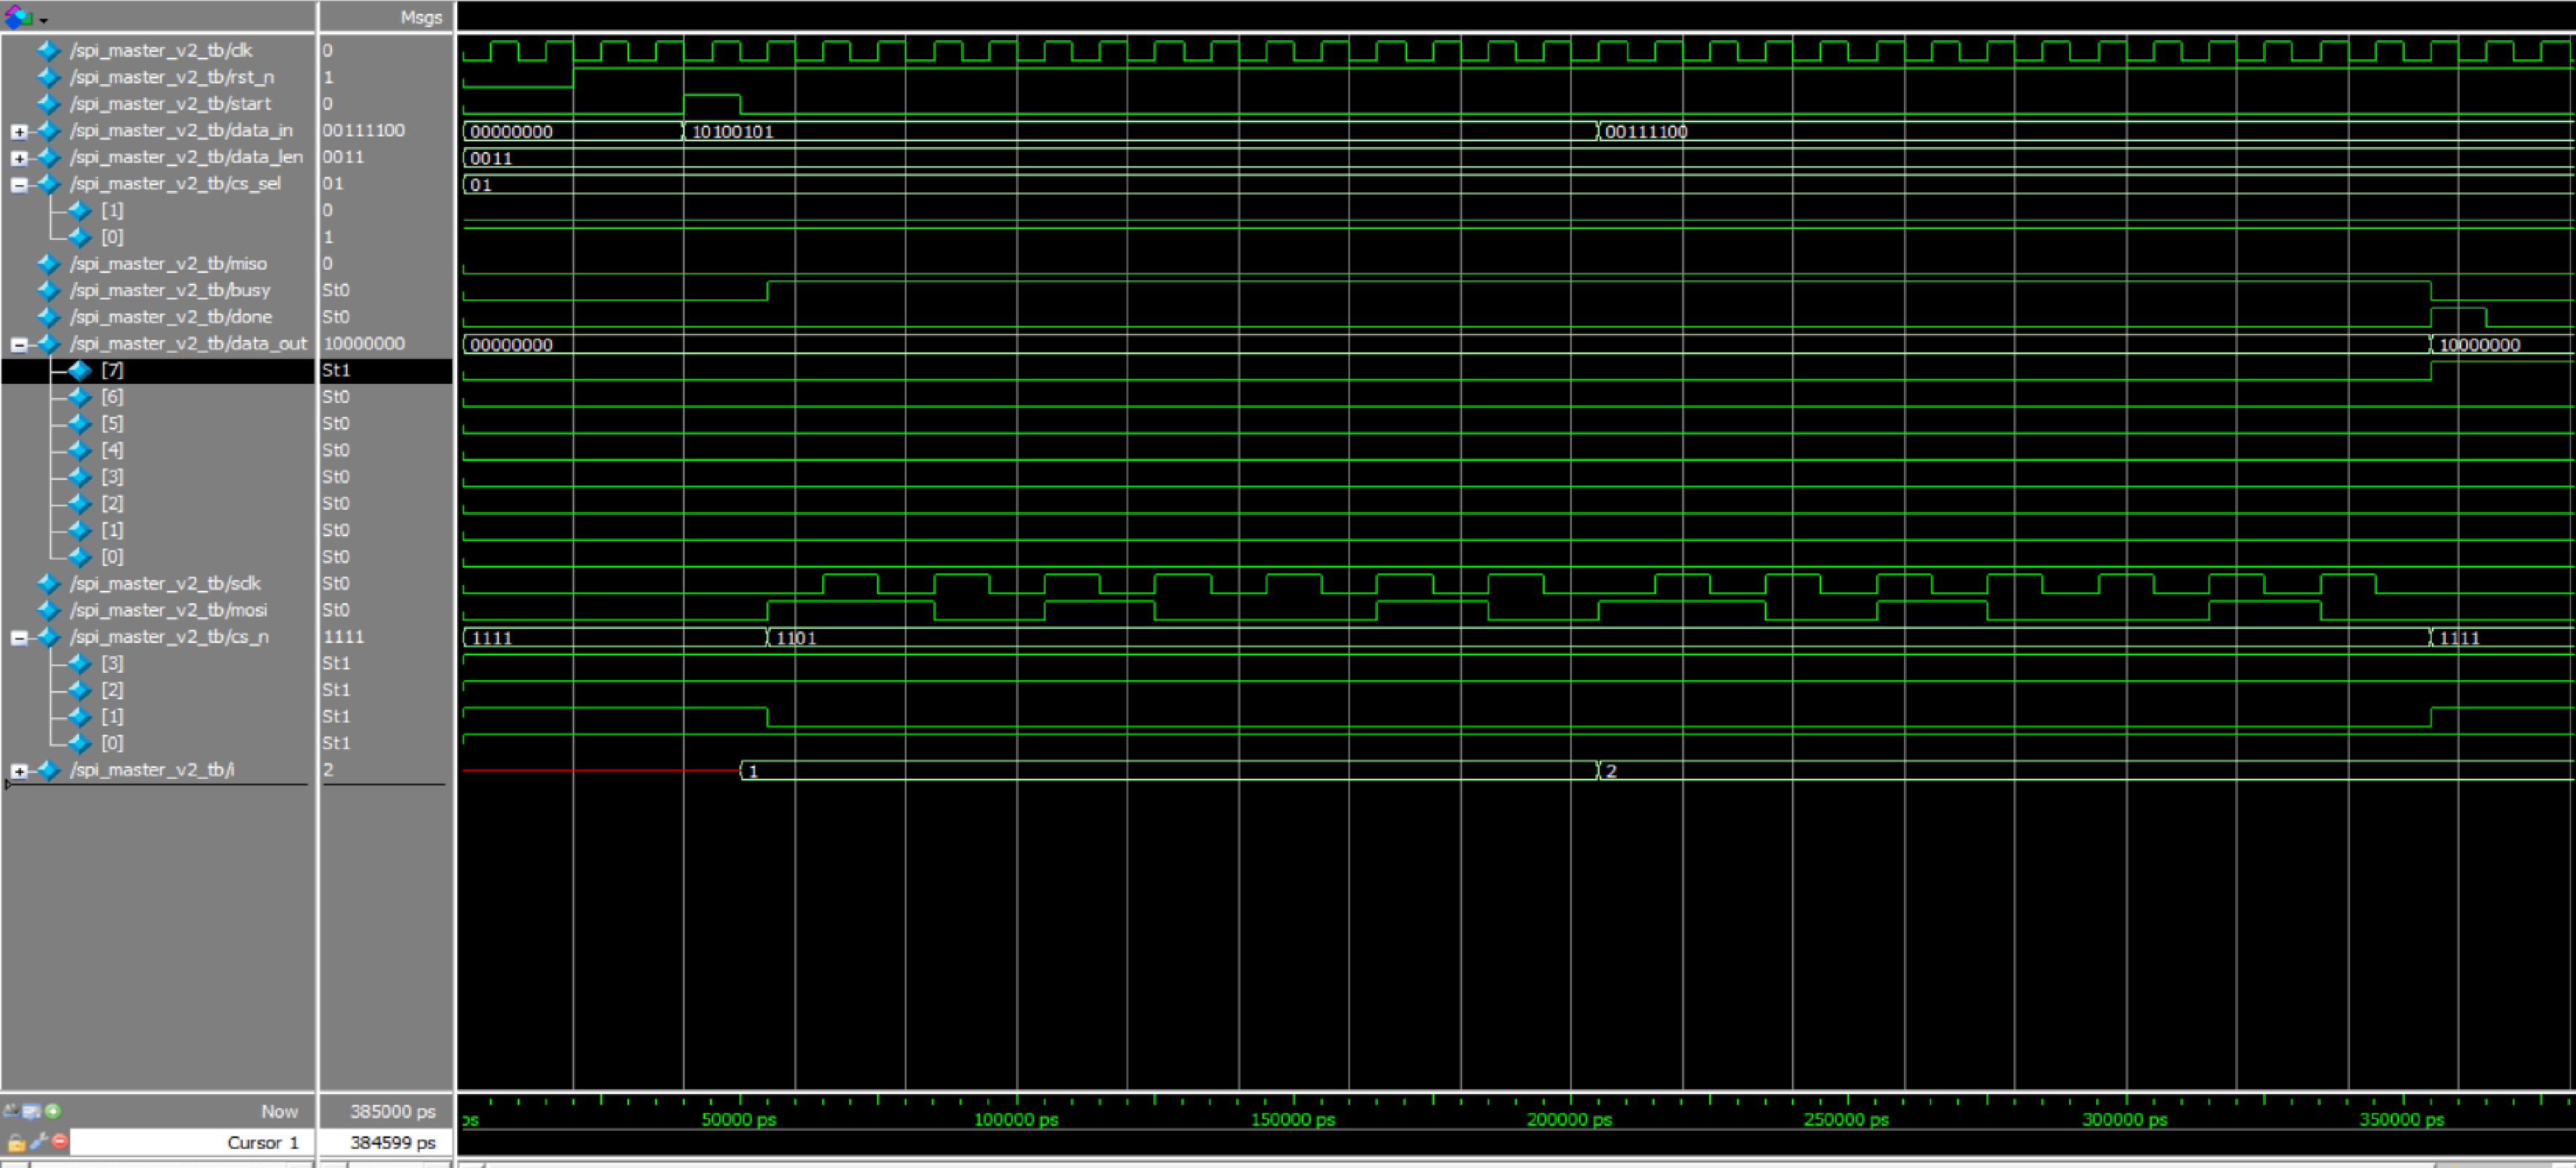 Msgs
/spi_master_v2_tb/clk 0
/spi_master_v2_tb/rst_n 1
/spi_master_v2_tb/start 0
/spi_master_v2_tb/data_in 00111100 00000000 10100101 00111100
/spi_master_v2_tb/data_len 0011 0011
/spi_master_v2_tb/cs_sel 01 01
[1] 0
[0] 1
/spi_master_v2_tb/miso 0
/spi_master_v2_tb/busy St0
/spi_master_v2_tb/done St0
/spi_master_v2_tb/data_out 10000000 00000000 10000000
[7] St1
[6] St0
[5] St0
[4] St0
[3] St0
[2] St0
[1] St0
[0] St0
/spi_master_v2_tb/sclk St0
/spi_master_v2_tb/mosi St0
/spi_master_v2_tb/cs_n 1111 1111 1101 1111
[3] St1
[2] St1
[1] St1
[0] St1
/spi_master_v2_tb/i 2 1 2
Now 385000 ps ps 50000 ps 100000 ps 150000 ps 200000 ps 250000 ps 300000 ps 350000 ps
Cursor 1 384599 ps